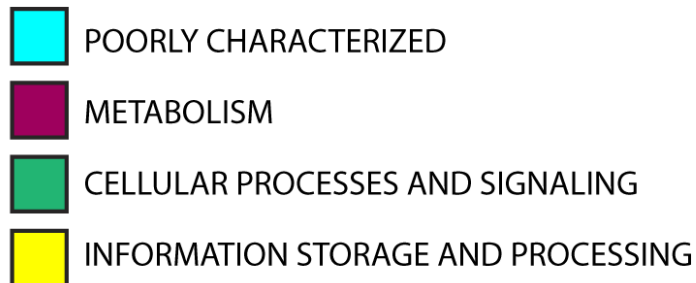 POORLY CHARACTERIZED
METABOLISM
CELLULAR PROCESSES AND SIGNALING
INFORMATION STORAGE AND PROCESSING